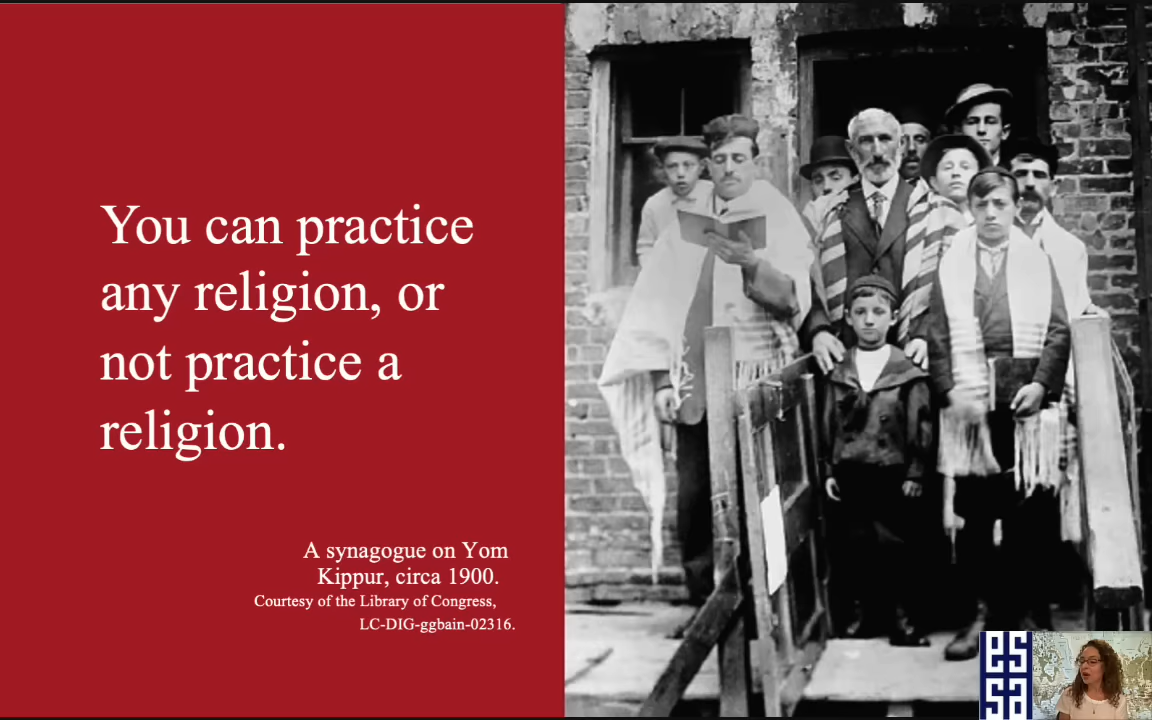 You can practice
any religion, or
not practice a
religion.
A synagogue on Yom
Kippur, circa 1900.
Courtesy of the Library of Congress,
LC-DIG-ggbain-02316.